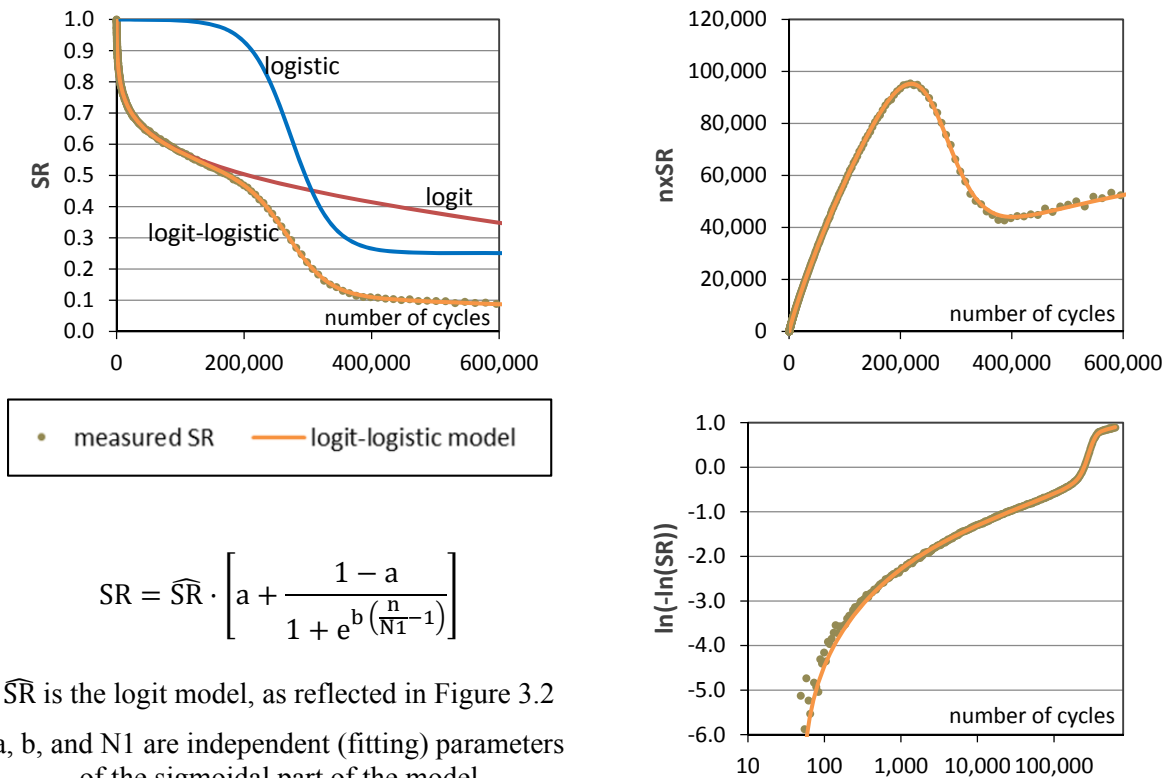 1.0
0.9
0.8
0.7
0.6
0.5
0.4
0.3
0.2
0.1
0.0
SR
logistic
logit
logit-logistic
number of cycles
0 200,000 400,000 600,000
measured SR logit-logistic model
SR = \widehat{SR} · [a + \frac{1 − a}{1 + e^{b(\frac{n}{N1}−1)}}]
\widehat{SR} is the logit model, as reflected in Figure 3.2
a, b, and N1 are independent (fitting) parameters
of the sigmoidal part of the model
120,000
100,000
80,000
60,000
40,000
20,000
0
nxSR
number of cycles
0 200,000 400,000 600,000
1.0
0.0
-1.0
-2.0
-3.0
-4.0
-5.0
-6.0
ln(-ln(SR))
number of cycles
10 100 1,000 10,000 100,000